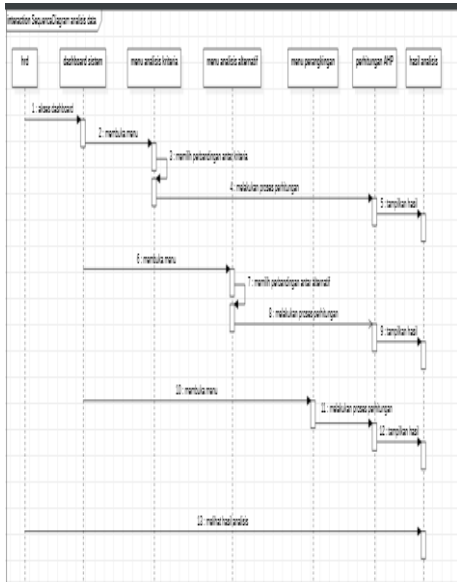 interaction SequenceDiagram analisis data
hrd
dashboard sistem
menu analisis kriteria
menu analisis alternatif
menu perangkingan
perhitungan AHP
hasil analisis
1 : akses dashboard
2 : membuka menu
3 : memilih perbandingan antar kriteria
4 : melakukan proses perhitungan
5 : tampilkan hasil
6 : membuka menu
7 : memilih perbandingan antar alternatif
8 : melakukan proses perhitungan
9 : tampilkan hasil
10 : membuka menu
11 : melakukan proses perhitungan
12 : tampilkan hasil
13 : melihat hasil analisis